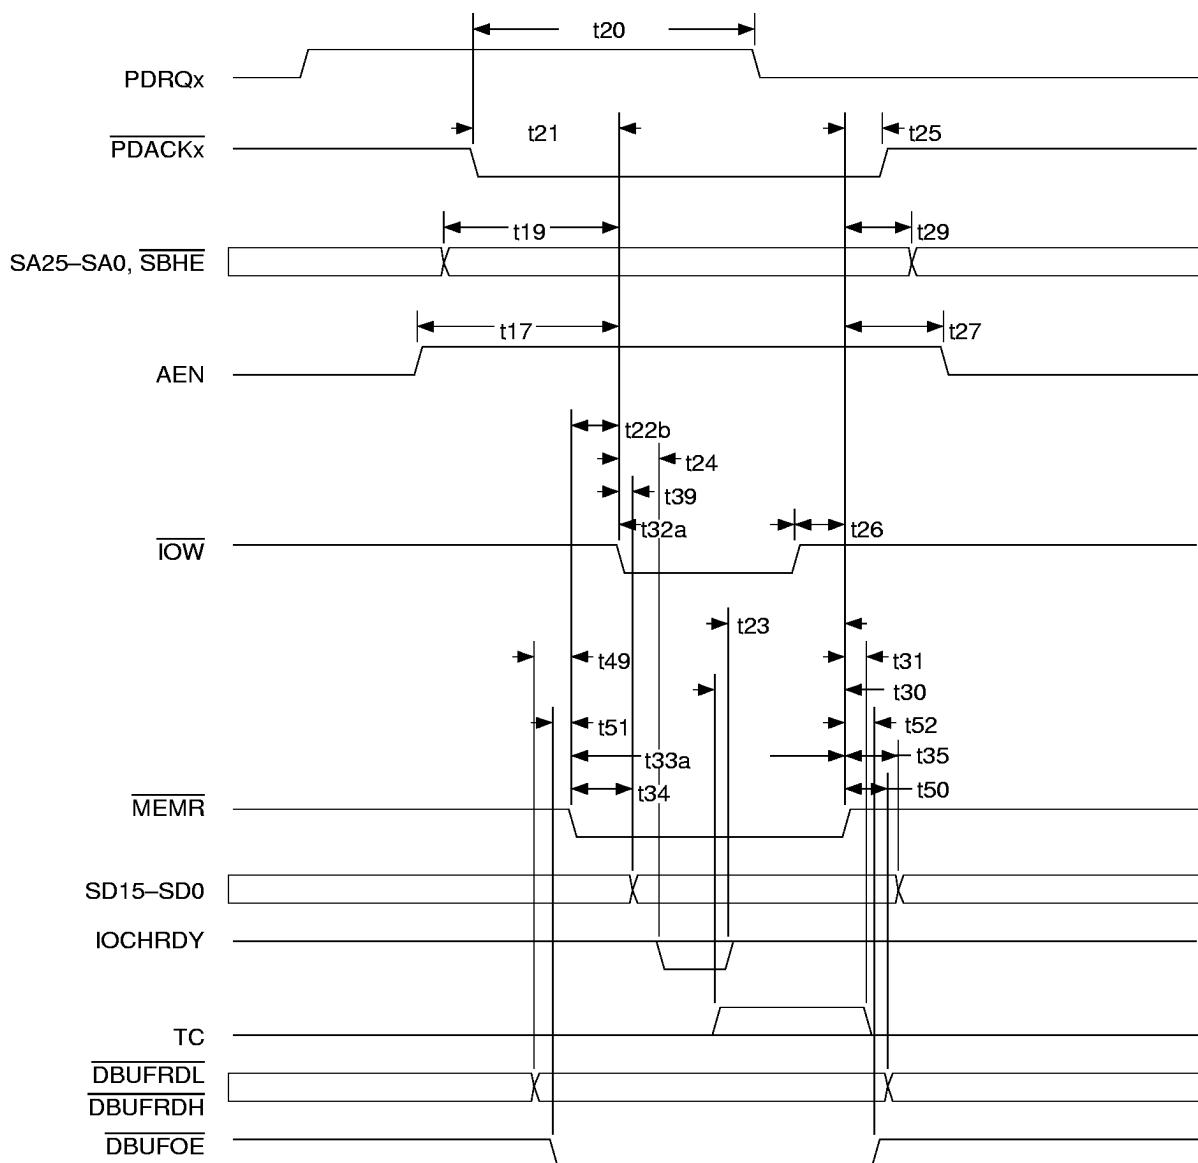 t20
PDRQx
t21
t25
PDACKx
t19
t29
SA25–SA0, SBHE
t17
t27
AEN
t22b
t24
t39
t32a
t26
IOW
t23
t49
t31
t30
t51
t52
t33a
t35
t34
t50
MEMR
SD15–SD0
IOCHRDY
TC
DBUFRDL
DBUFRDH
DBUFOE